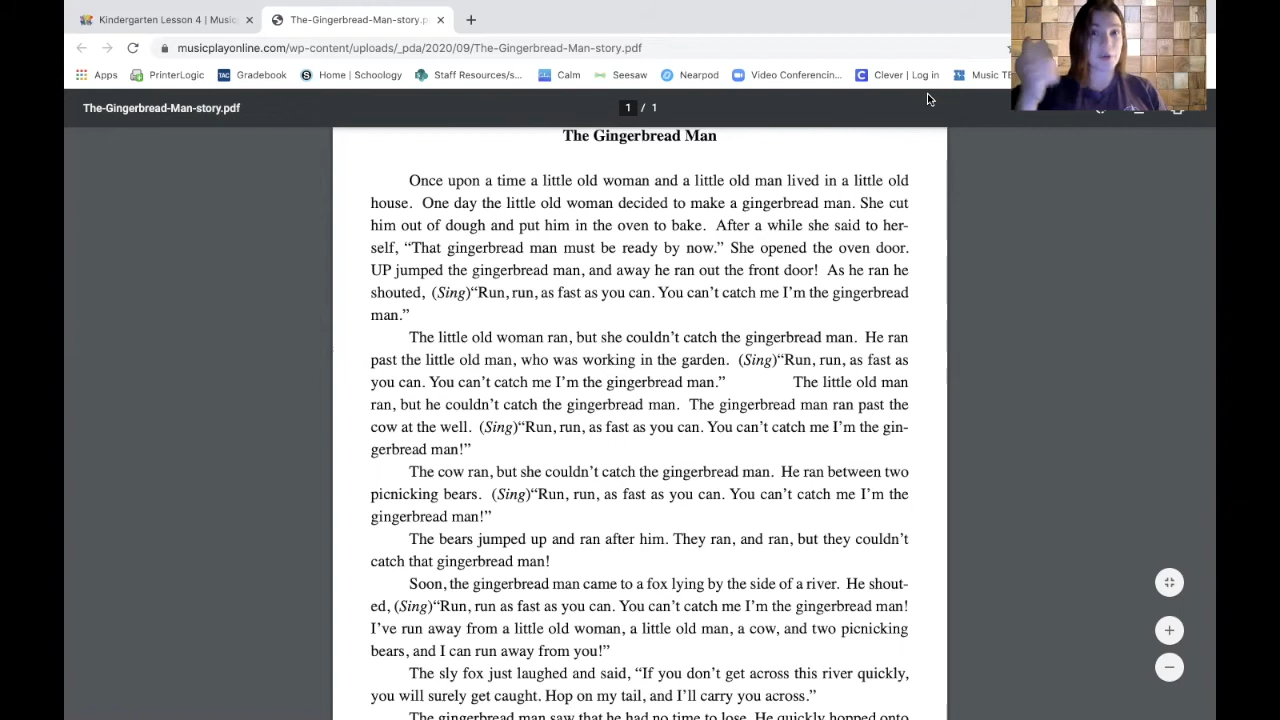 Kindergarten Lesson 4 | Music
The-Gingerbread-Man-story.p
musicplayonline.com/wp-content/uploads/_pda/2020/09/The-Gingerbread-Man-story.pdf
Apps PrinterLogic TAC Gradebook S Home | Schoology Staff Resources/s... Calm Seesaw Nearpod Video Conferencin... C Clever | Log in Music TE
The-Gingerbread-Man-story.pdf
1 / 1
The Gingerbread Man
Once upon a time a little old woman and a little old man lived in a little old
house. One day the little old woman decided to make a gingerbread man. She cut
him out of dough and put him in the oven to bake. After a while she said to her-
self, “That gingerbread man must be ready by now.” She opened the oven door.
UP jumped the gingerbread man, and away he ran out the front door! As he ran he
shouted, (Sing)“Run, run, as fast as you can. You can’t catch me I’m the gingerbread
man.”
The little old woman ran, but she couldn’t catch the gingerbread man. He ran
past the little old man, who was working in the garden. (Sing)“Run, run, as fast as
you can. You can’t catch me I’m the gingerbread man.” The little old man
ran, but he couldn’t catch the gingerbread man. The gingerbread man ran past the
cow at the well. (Sing)“Run, run, as fast as you can. You can’t catch me I’m the gin-
gerbread man!”
The cow ran, but she couldn’t catch the gingerbread man. He ran between two
picnicking bears. (Sing)“Run, run, as fast as you can. You can’t catch me I’m the
gingerbread man!”
The bears jumped up and ran after him. They ran, and ran, but they couldn’t
catch that gingerbread man!
Soon, the gingerbread man came to a fox lying by the side of a river. He shout-
ed, (Sing)“Run, run as fast as you can. You can’t catch me I’m the gingerbread man!
I’ve run away from a little old woman, a little old man, a cow, and two picnicking
bears, and I can run away from you!”
The sly fox just laughed and said, “If you don’t get across this river quickly,
you will surely get caught. Hop on my tail, and I’ll carry you across.”
The gingerbread man saw that he had no time to lose. He quickly hopped onto